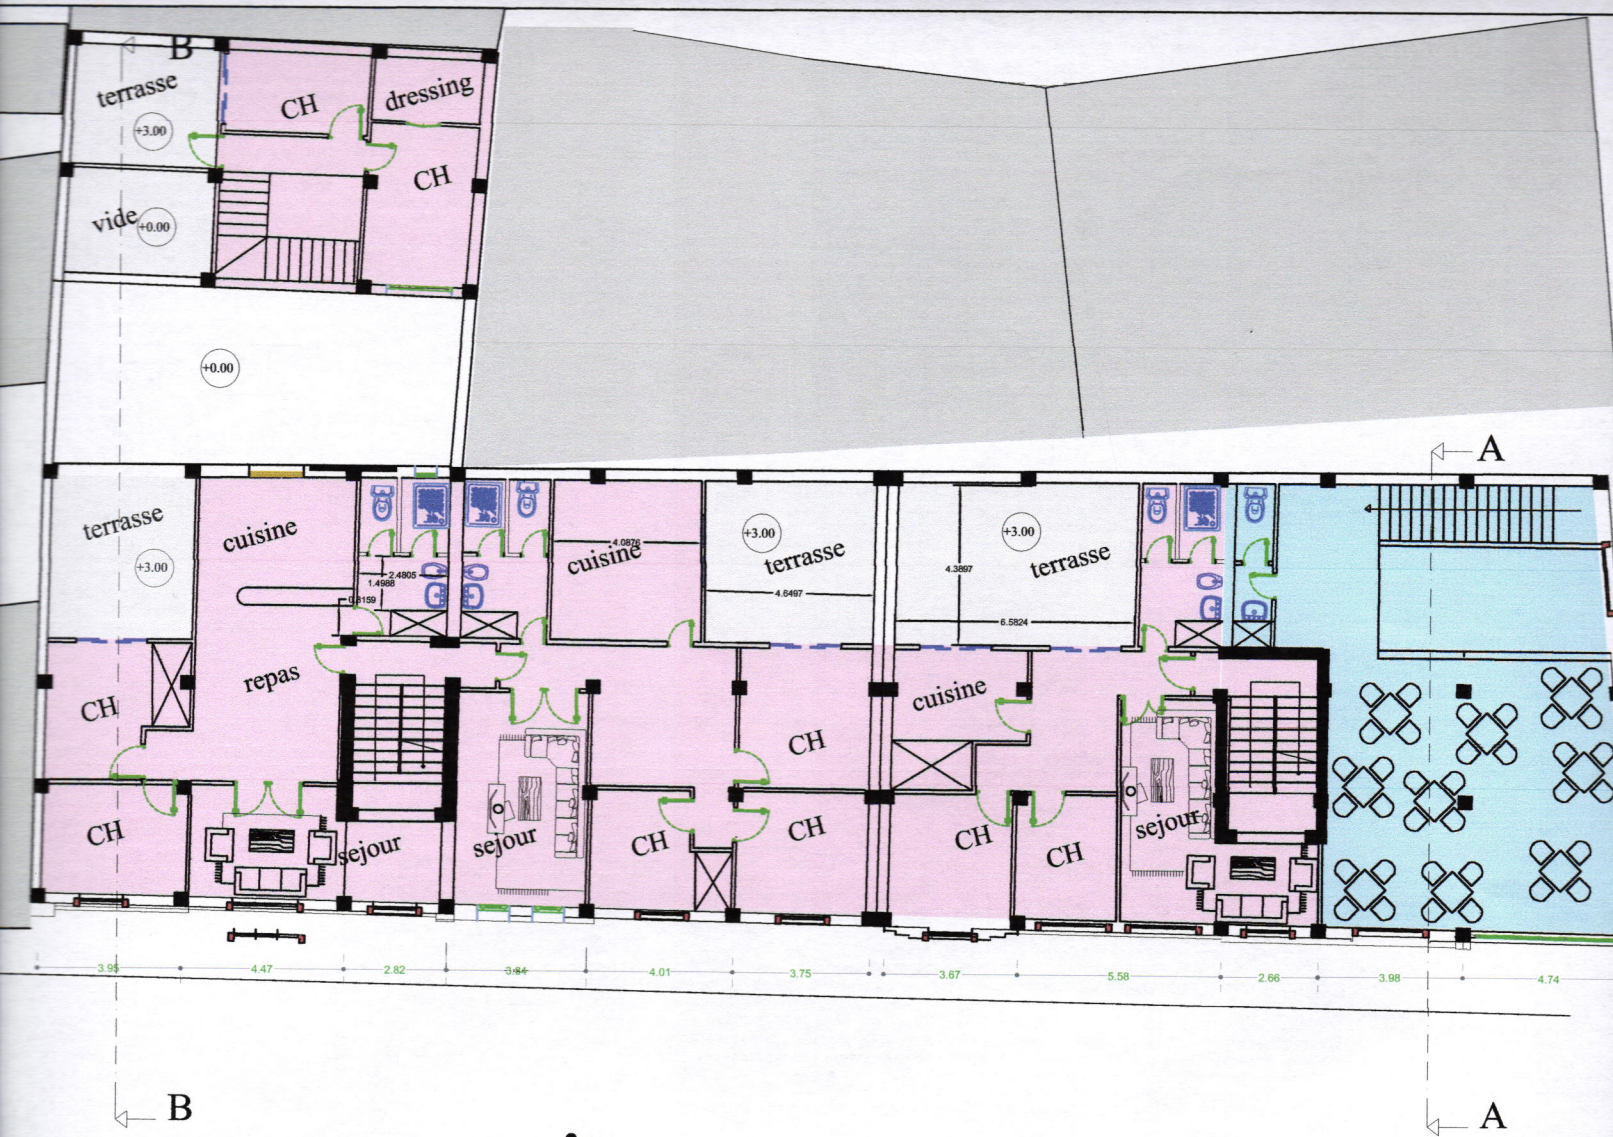 B
terrasse
CH
dressing
+3.00
CH
vide
+0.00
+0.00
A
terrasse
cuisine
cuisine
4.0876
+3.00
terrasse
+3.00
terrasse
+3.00
2.4805
1.4988
0.8159
4.6497
4.3897
6.5824
CH
repas
CH
cuisine
CH
sejour
sejour
CH
CH
CH
CH
sejour
3.95
4.47
2.82
3.84
4.01
3.75
3.67
5.58
2.66
3.98
4.74
B
A